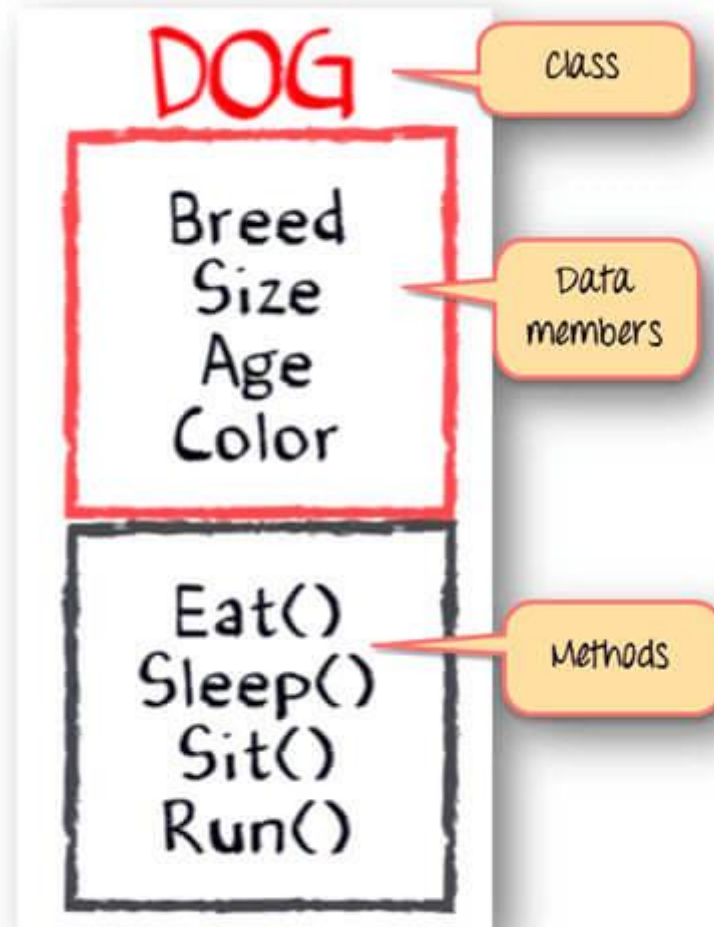 DOG
Class
Breed
Size
Age
Color
Data
members
Eat()
Sleep()
Sit()
Run()
Methods